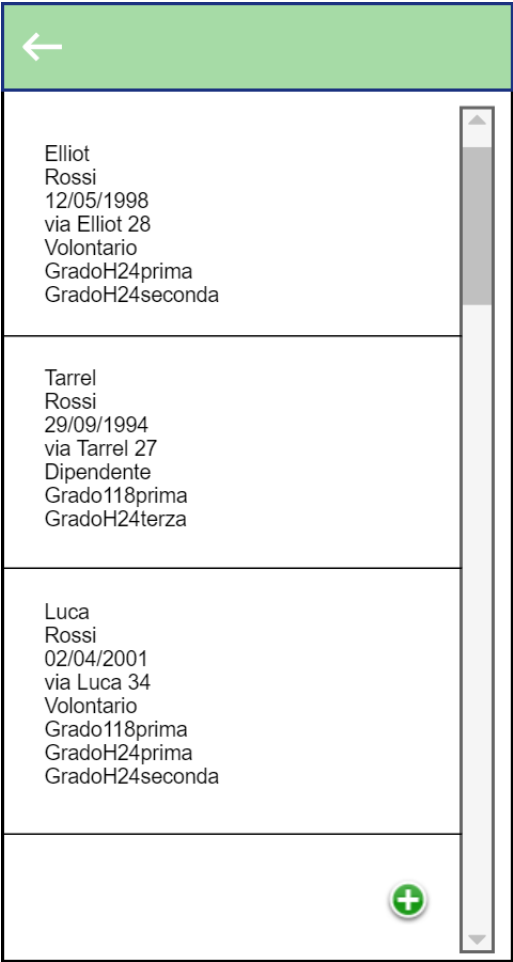 Elliot
Rossi
12/05/1998
via Elliot 28
Volontario
GradoH24prima
GradoH24seconda
Tarrel
Rossi
29/09/1994
via Tarrel 27
Dipendente
Grado118prima
GradoH24terza
Luca
Rossi
02/04/2001
via Luca 34
Volontario
Grado118prima
GradoH24prima
GradoH24seconda